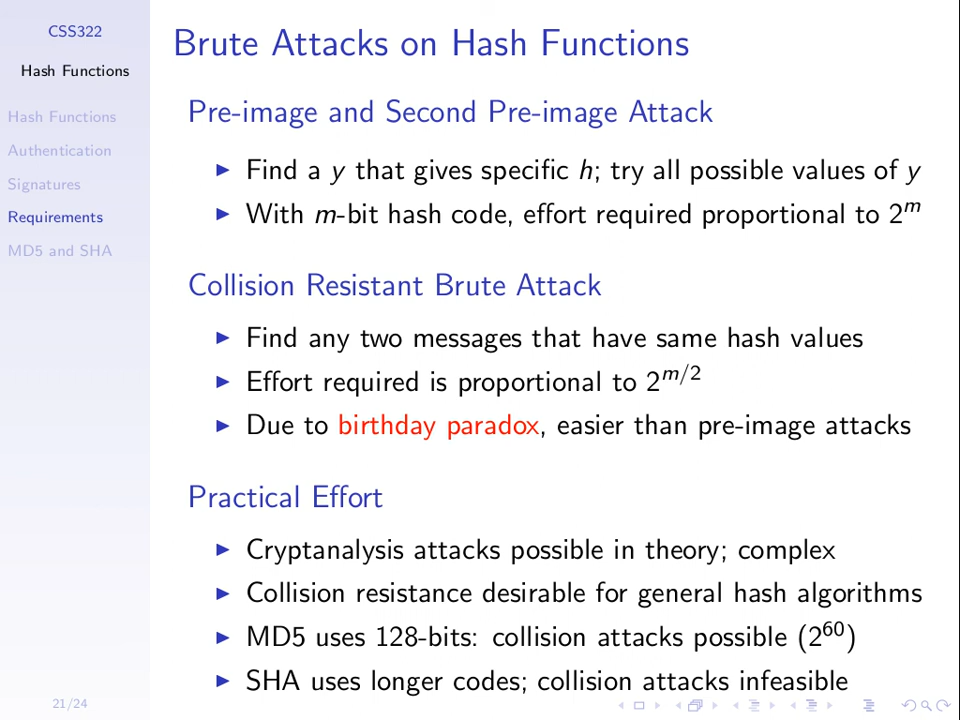 CSS322
Hash Functions
Hash Functions
Authentication
Signatures
Requirements
MD5 and SHA
21/24
Brute Attacks on Hash Functions
Pre-image and Second Pre-image Attack
▶ Find a y that gives specific h; try all possible values of y
▶ With m-bit hash code, effort required proportional to 2^m
Collision Resistant Brute Attack
▶ Find any two messages that have same hash values
▶ Effort required is proportional to 2^{m/2}
▶ Due to birthday paradox, easier than pre-image attacks
Practical Effort
▶ Cryptanalysis attacks possible in theory; complex
▶ Collision resistance desirable for general hash algorithms
▶ MD5 uses 128-bits: collision attacks possible (2^{60})
▶ SHA uses longer codes; collision attacks infeasible